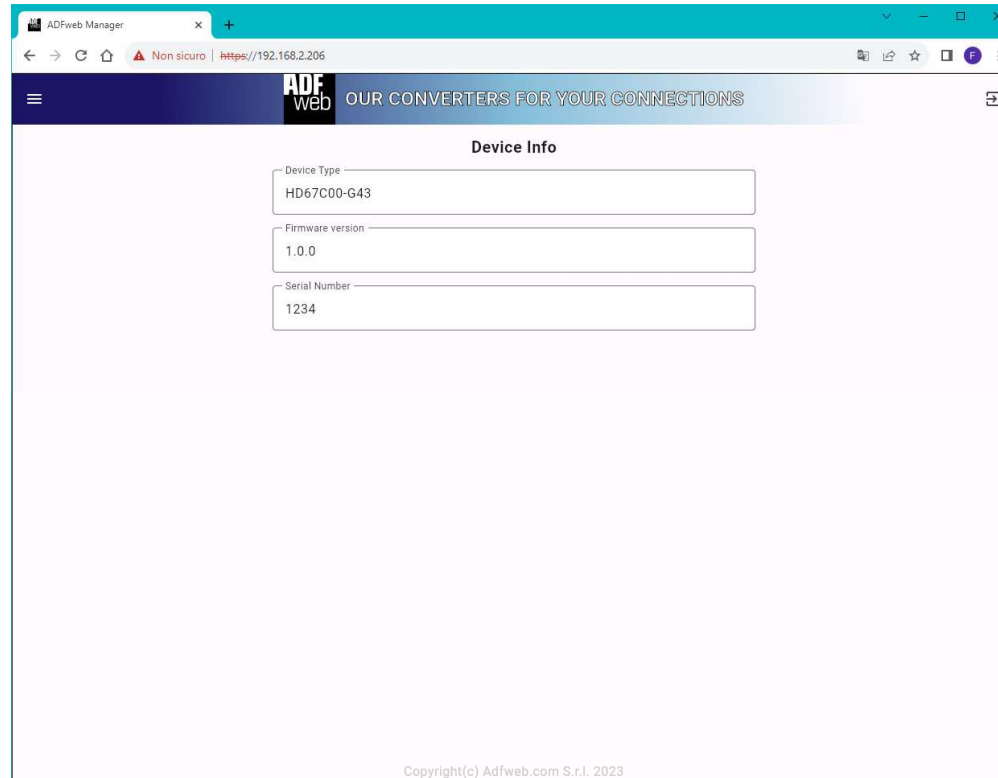 ADFweb Manager
Non sicuro | https://192.168.2.206
F
ADF
web
OUR CONVERTERS FOR YOUR CONNECTIONS
Device Info
Device Type
HD67C00-G43
Firmware version
1.0.0
Serial Number
1234
Copyright(c) Adfweb.com S.r.l. 2023